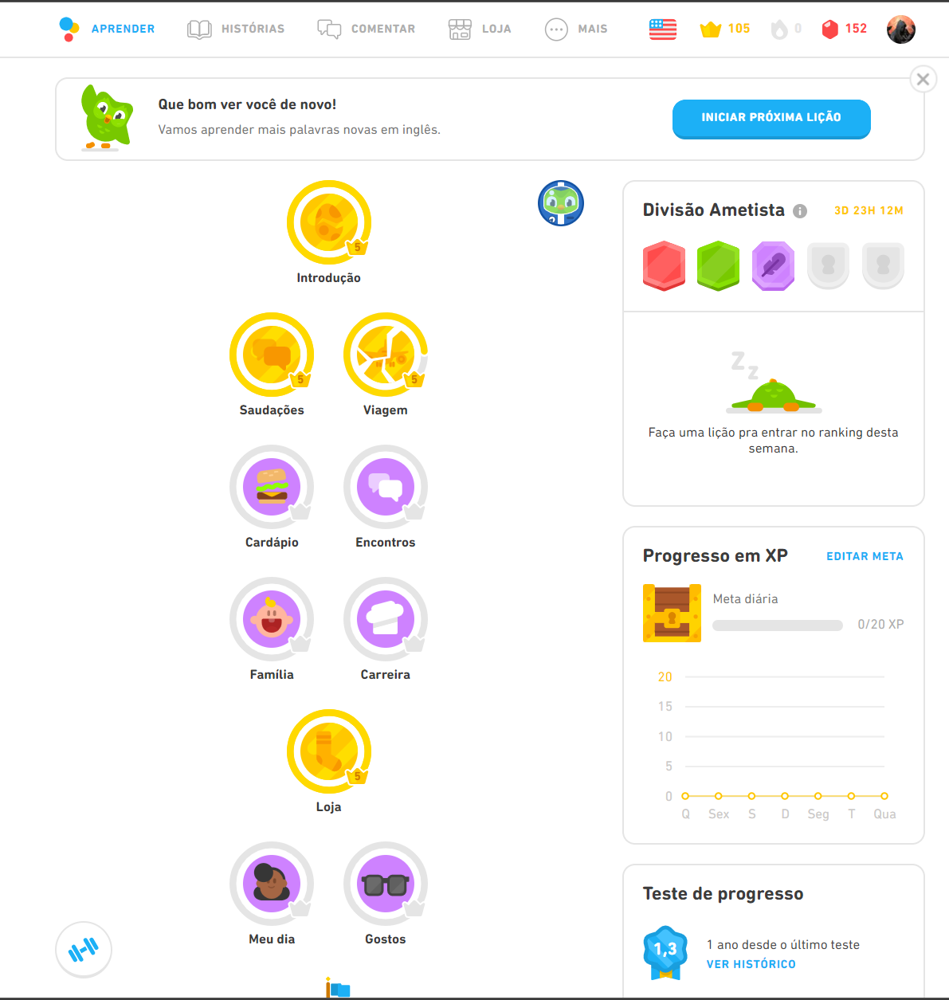 APRENDER
HISTÓRIAS
COMENTAR
LOJA
MAIS
105
0
152
Que bom ver você de novo!
Vamos aprender mais palavras novas em inglês.
INICIAR PRÓXIMA LIÇÃO
5
Introdução
5
5
Saudações
Viagem
Cardápio
Encontros
Família
Carreira
5
Loja
Meu dia
Gostos
Divisão Ametista
3D 23H 12M
Z z
Faça uma lição pra entrar no ranking desta
semana.
Progresso em XP
EDITAR META
Meta diária
0/20 XP
20
15
10
5
0
Q Sex S D Seg T Qua
Teste de progresso
1,3
1 ano desde o último teste
VER HISTÓRICO